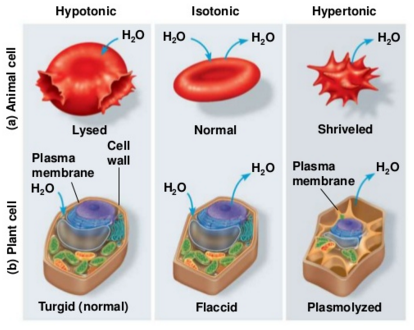 Hypotonic
Isotonic
Hypertonic
(a) Animal cell
H₂O
H₂O
H₂O
H₂O
Lysed
Normal
Shriveled
(b) Plant cell
Plasma
membrane
Cell
wall
H₂O
H₂O
H₂O
Plasma
membrane
H₂O
Turgid (normal)
Flaccid
Plasmolyzed